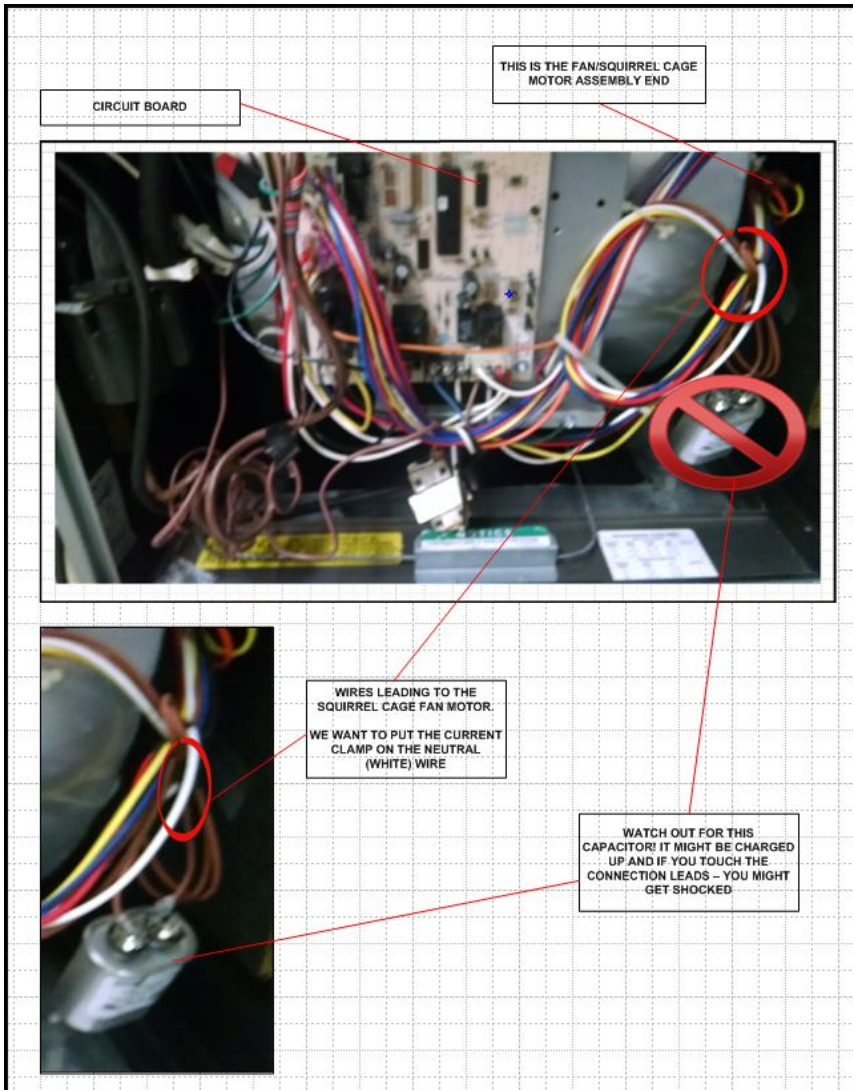 THIS IS THE FAN/SQUIRREL CAGE
MOTOR ASSEMBLY END
CIRCUIT BOARD
NOTICE
WIRES LEADING TO THE
SQUIRREL CAGE FAN MOTOR.
WE WANT TO PUT THE CURRENT
CLAMP ON THE NEUTRAL
(WHITE) WIRE
WATCH OUT FOR THIS
CAPACITOR! IT MIGHT BE CHARGED
UP AND IF YOU TOUCH THE
CONNECTION LEADS – YOU MIGHT
GET SHOCKED